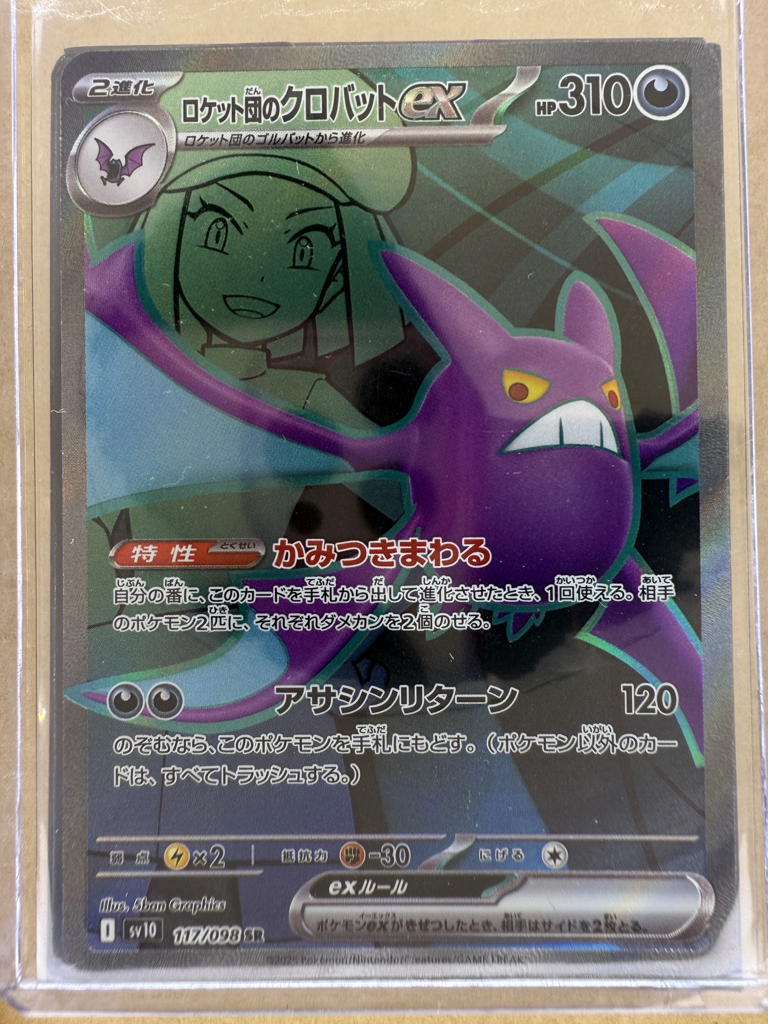 2進化
ロケット団のクロバットex HP310
ロケット団のゴルバットから進化
特性 とくせい かみつきまわる
自分の番に、このカードを手札から出して進化させたとき、1回使える。相手
のポケモン2匹に、それぞれダメカンを2個のせる。
アサシンリターン 120
のぞむなら、このポケモンを手札にもどす。（ポケモン以外のカー
ドは、すべてトラッシュする。）
弱点 ×2 抵抗力 -30 にげる
exルール
ポケモンexがきぜつしたとき、相手はサイドを2枚とる。
Illus. 5ban Graphics
I sv10 117/098 SR
©2025 Pokémon/Nintendo/Creatures/GAME FREAK